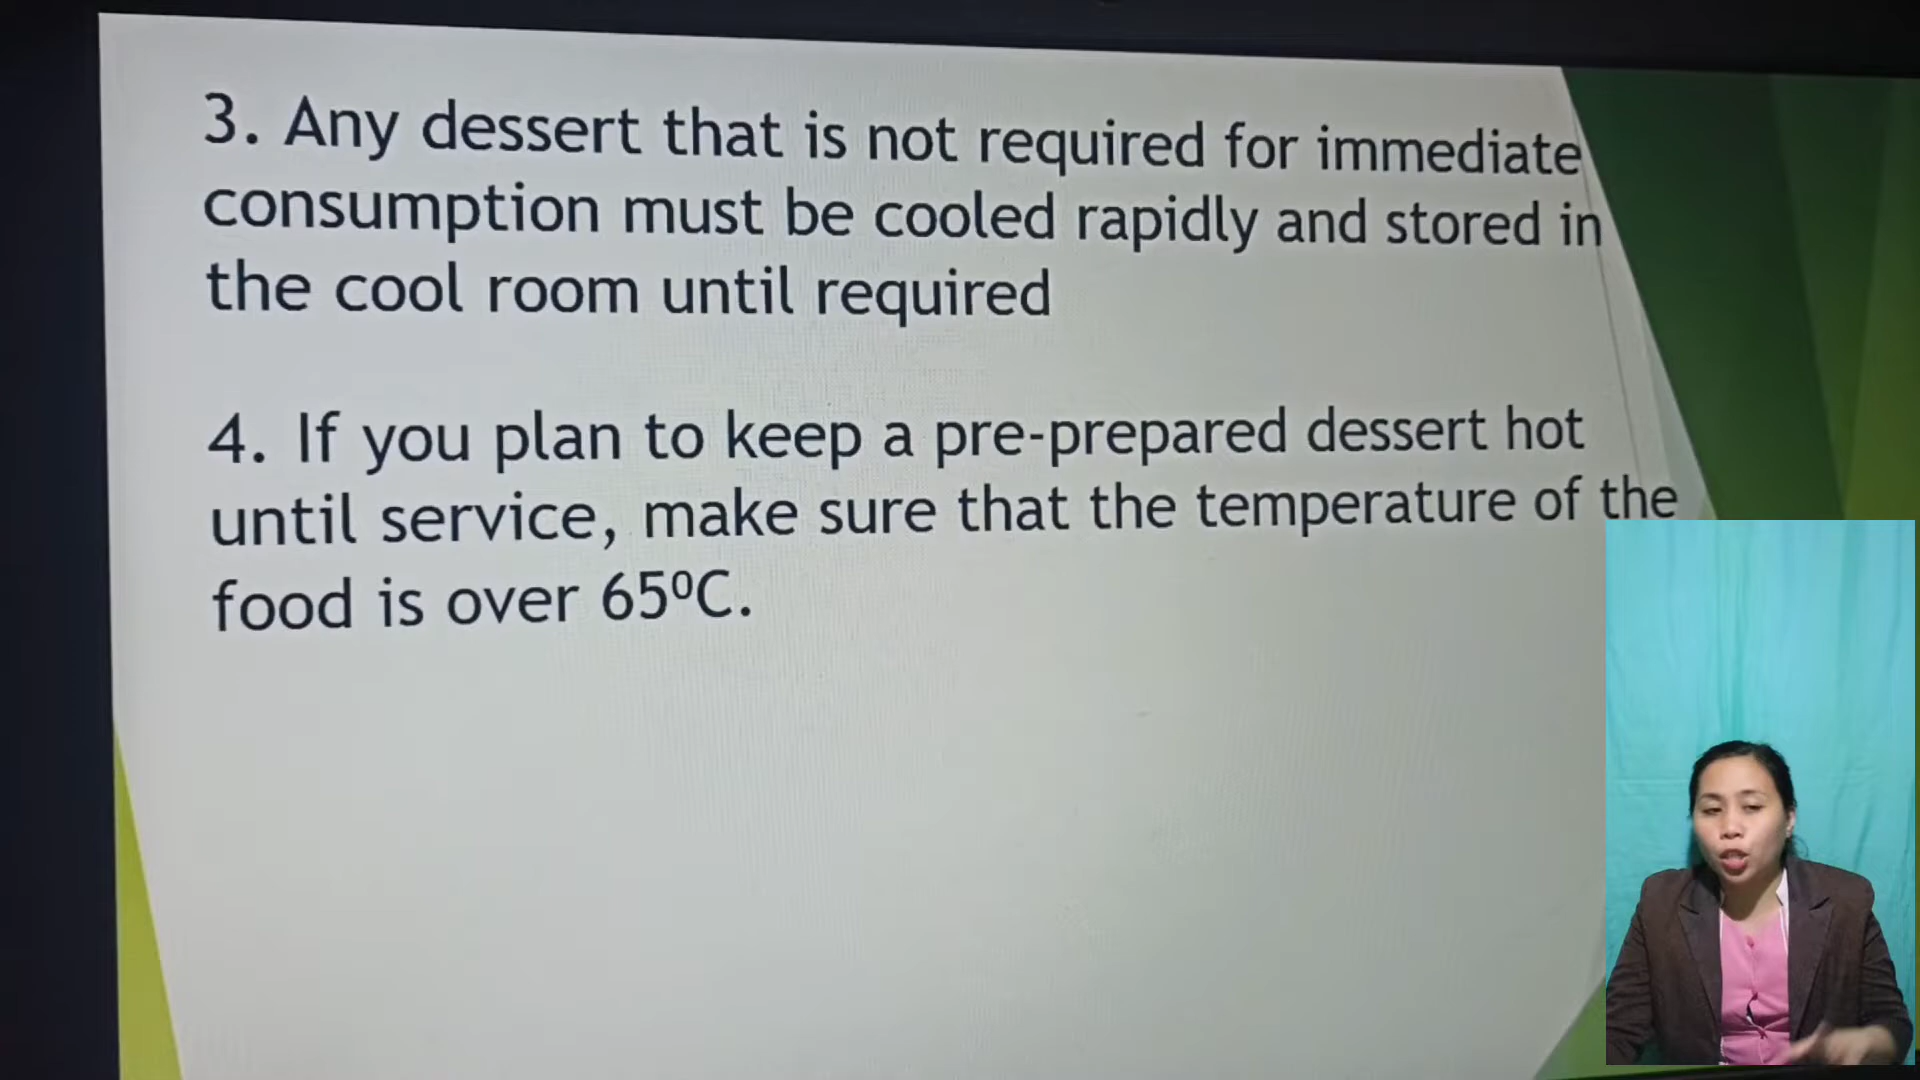 3. Any dessert that is not required for immediate
consumption must be cooled rapidly and stored in
the cool room until required
4. If you plan to keep a pre-prepared dessert hot
until service, make sure that the temperature of the
food is over 65⁰C.